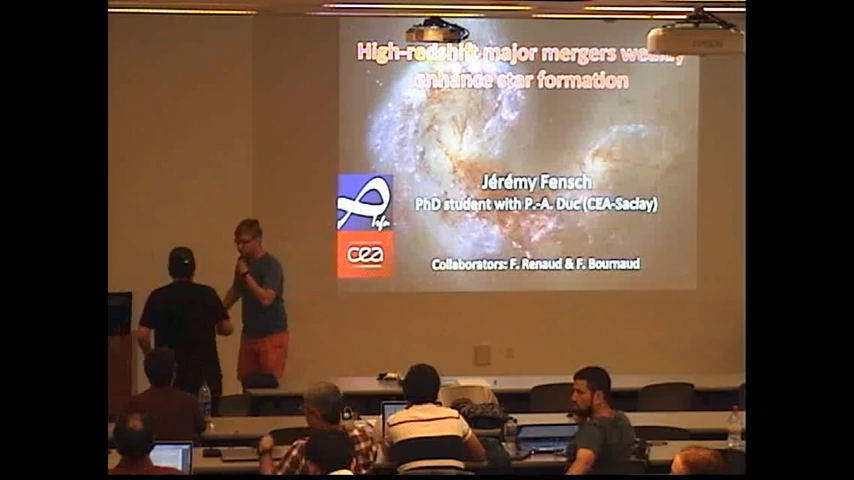 High-redshift major mergers weakly
enhance star formation
Jérémy Fensch
PhD student with P.-A. Duc (CEA-Saclay)
cea
Collaborators: F. Renaud & F. Bournaud